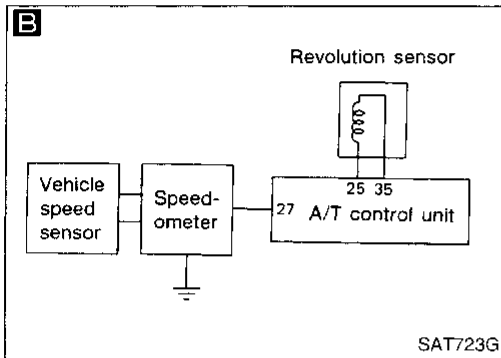 B
Revolution sensor
Vehicle
speed
sensor
Speed-
ometer
25 35
27 A/T control unit
SAT723G